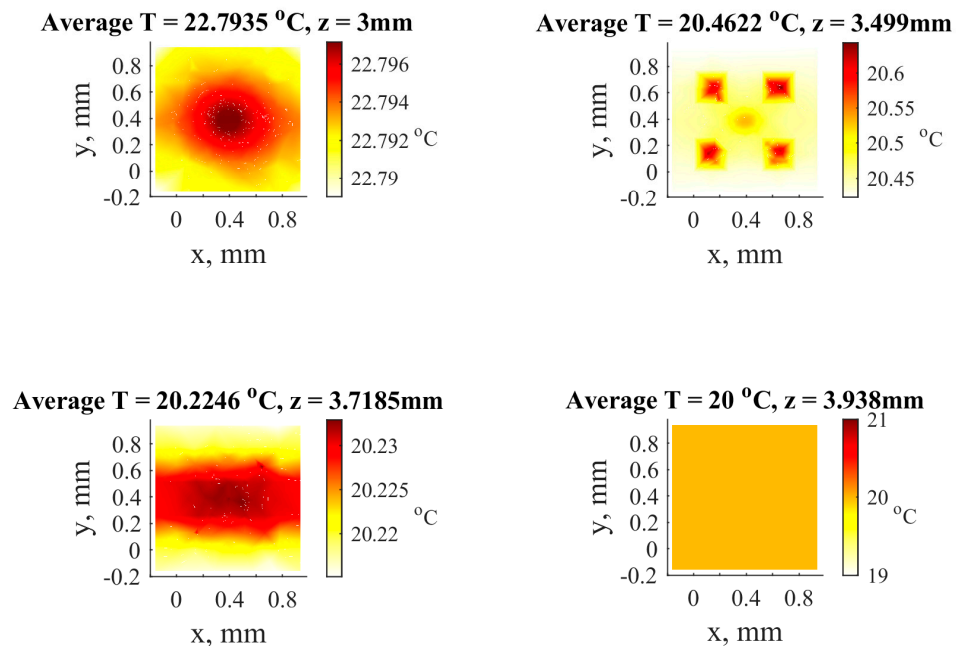 Average T = 22.7935 °C, z = 3mm
0.8
0.6
0.4
0.2
0
-0.2
y, mm
0 0.4 0.8
x, mm
22.796
22.794
22.792
22.79
°C
Average T = 20.4622 °C, z = 3.499mm
0.8
0.6
0.4
0.2
0
-0.2
y, mm
0 0.4 0.8
x, mm
20.6
20.55
20.5
20.45
°C
Average T = 20.2246 °C, z = 3.7185mm
0.8
0.6
0.4
0.2
0
-0.2
y, mm
0 0.4 0.8
x, mm
20.23
20.225
20.22
°C
Average T = 20 °C, z = 3.938mm
0.8
0.6
0.4
0.2
0
-0.2
y, mm
0 0.4 0.8
x, mm
21
20
19
°C